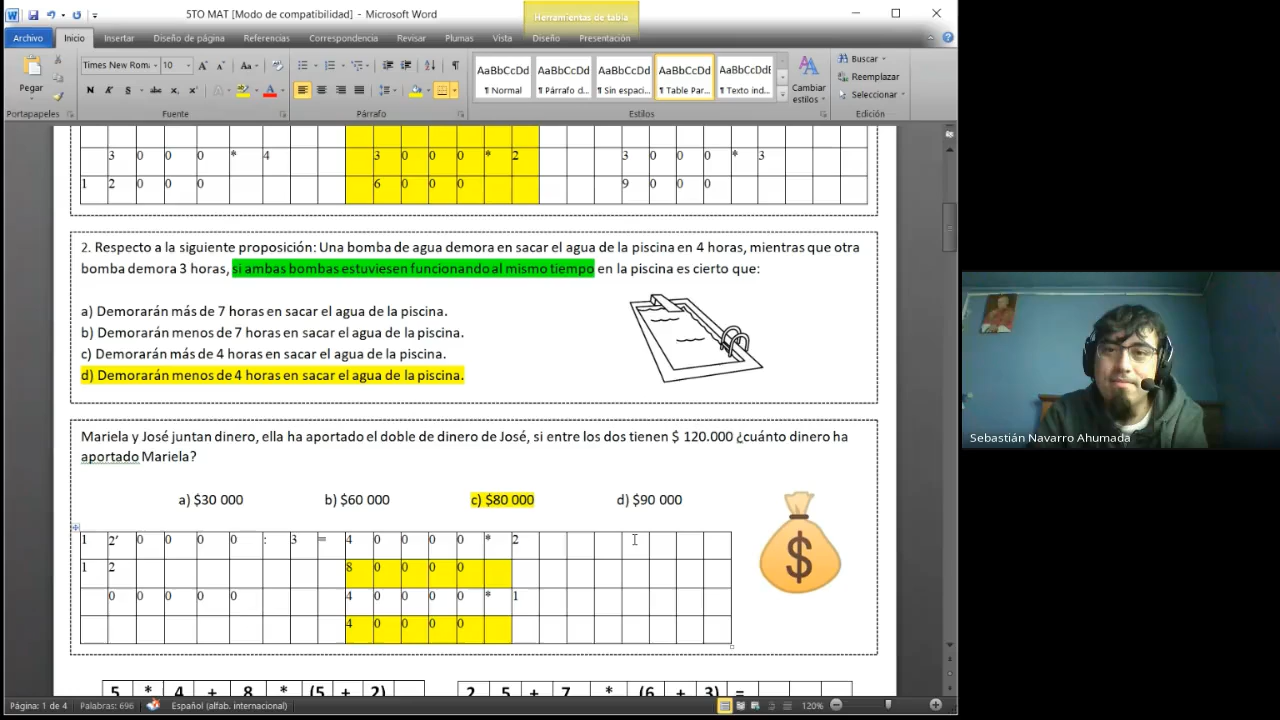 5TO MAT [Modo de compatibilidad] - Microsoft Word
Herramientas de tabla
Archivo Inicio Insertar Diseño de página Referencias Correspondencia Revisar Plumas Vista Diseño Presentación
Times New Rom 10
Buscar
Pegar
Reemplazar
Seleccionar
N K S abc x₂ x²
AaBbCcDd AaBbCcDd AaBbCcDd AaBbCcDd AaBbCcDd
¶ Normal ¶ Párrafo d... ¶ Sin espaci... ¶ Table Par... ¶ Texto ind...
Cambiar estilos
Portapapeles Fuente Párrafo Estilos Edición
3 0 0 0 * 4 3 0 0 0 * 2 3 0 0 0 * 3
1 2 0 0 0 6 0 0 0 9 0 0 0
2. Respecto a la siguiente proposición: Una bomba de agua demora en sacar el agua de la piscina en 4 horas, mientras que otra
bomba demora 3 horas, si ambas bombas estuviesen funcionando al mismo tiempo en la piscina es cierto que:
a) Demorarán más de 7 horas en sacar el agua de la piscina.
b) Demorarán menos de 7 horas en sacar el agua de la piscina.
c) Demorarán más de 4 horas en sacar el agua de la piscina.
d) Demorarán menos de 4 horas en sacar el agua de la piscina.
Mariela y José juntan dinero, ella ha aportado el doble de dinero de José, si entre los dos tienen $ 120.000 ¿cuánto dinero ha
aportado Mariela?
a) $30 000 b) $60 000 c) $80 000 d) $90 000
1 2’ 0 0 0 0 : 3 = 4 0 0 0 0 * 2
1 2 8 0 0 0 0
0 0 0 0 0 4 0 0 0 0 * 1
4 0 0 0 0
$
5 * 4 + 8 * (5 + 2)
2 5 + 7 * (6 + 3) =
Página: 1 de 4 Palabras: 696 Español (alfab. internacional) 120%
Sebastián Navarro Ahumada